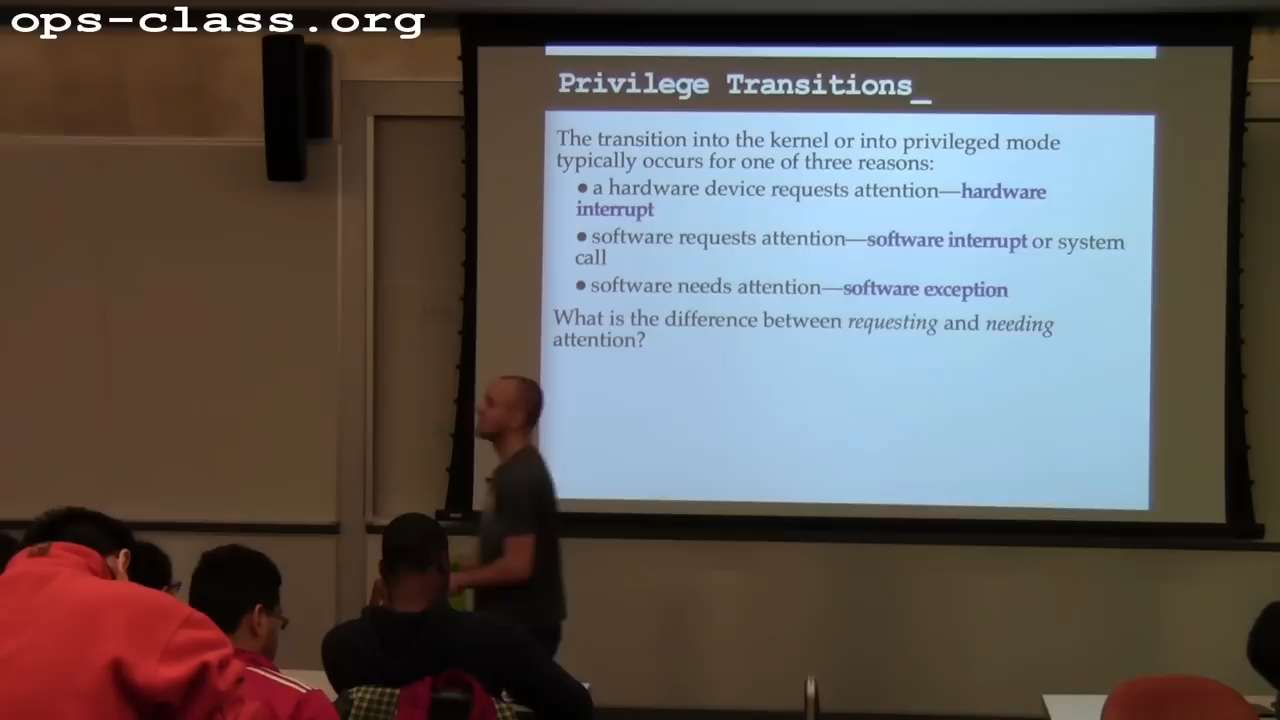 ops-class.org
Privilege Transitions_
The transition into the kernel or into privileged mode
typically occurs for one of three reasons:
● a hardware device requests attention—hardware
interrupt
● software requests attention—software interrupt or system
call
● software needs attention—software exception
What is the difference between requesting and needing
attention?